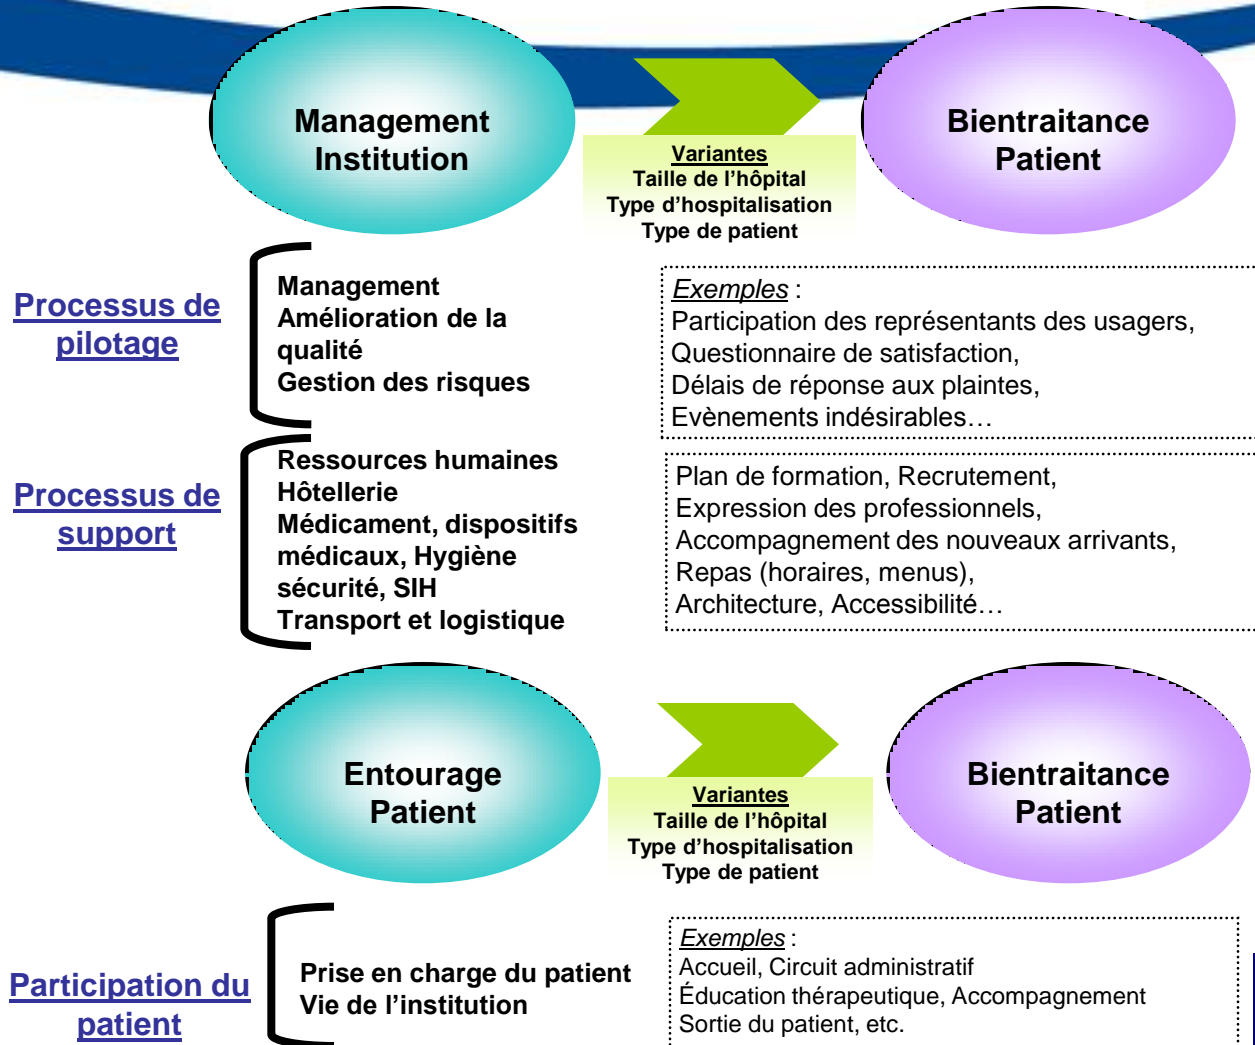 Management
Institution
Variantes
Taille de l’hôpital
Type d’hospitalisation
Type de patient
Bientraitance
Patient
Processus de
pilotage
Management
Amélioration de la
qualité
Gestion des risques
Exemples :
Participation des représentants des usagers,
Questionnaire de satisfaction,
Délais de réponse aux plaintes,
Evènements indésirables…
Processus de
support
Ressources humaines
Hôtellerie
Médicament, dispositifs
médicaux, Hygiène
sécurité, SIH
Transport et logistique
Plan de formation, Recrutement,
Expression des professionnels,
Accompagnement des nouveaux arrivants,
Repas (horaires, menus),
Architecture, Accessibilité…
Entourage
Patient
Variantes
Taille de l’hôpital
Type d’hospitalisation
Type de patient
Bientraitance
Patient
Participation du
patient
Prise en charge du patient
Vie de l’institution
Exemples :
Accueil, Circuit administratif
Éducation thérapeutique, Accompagnement
Sortie du patient, etc.